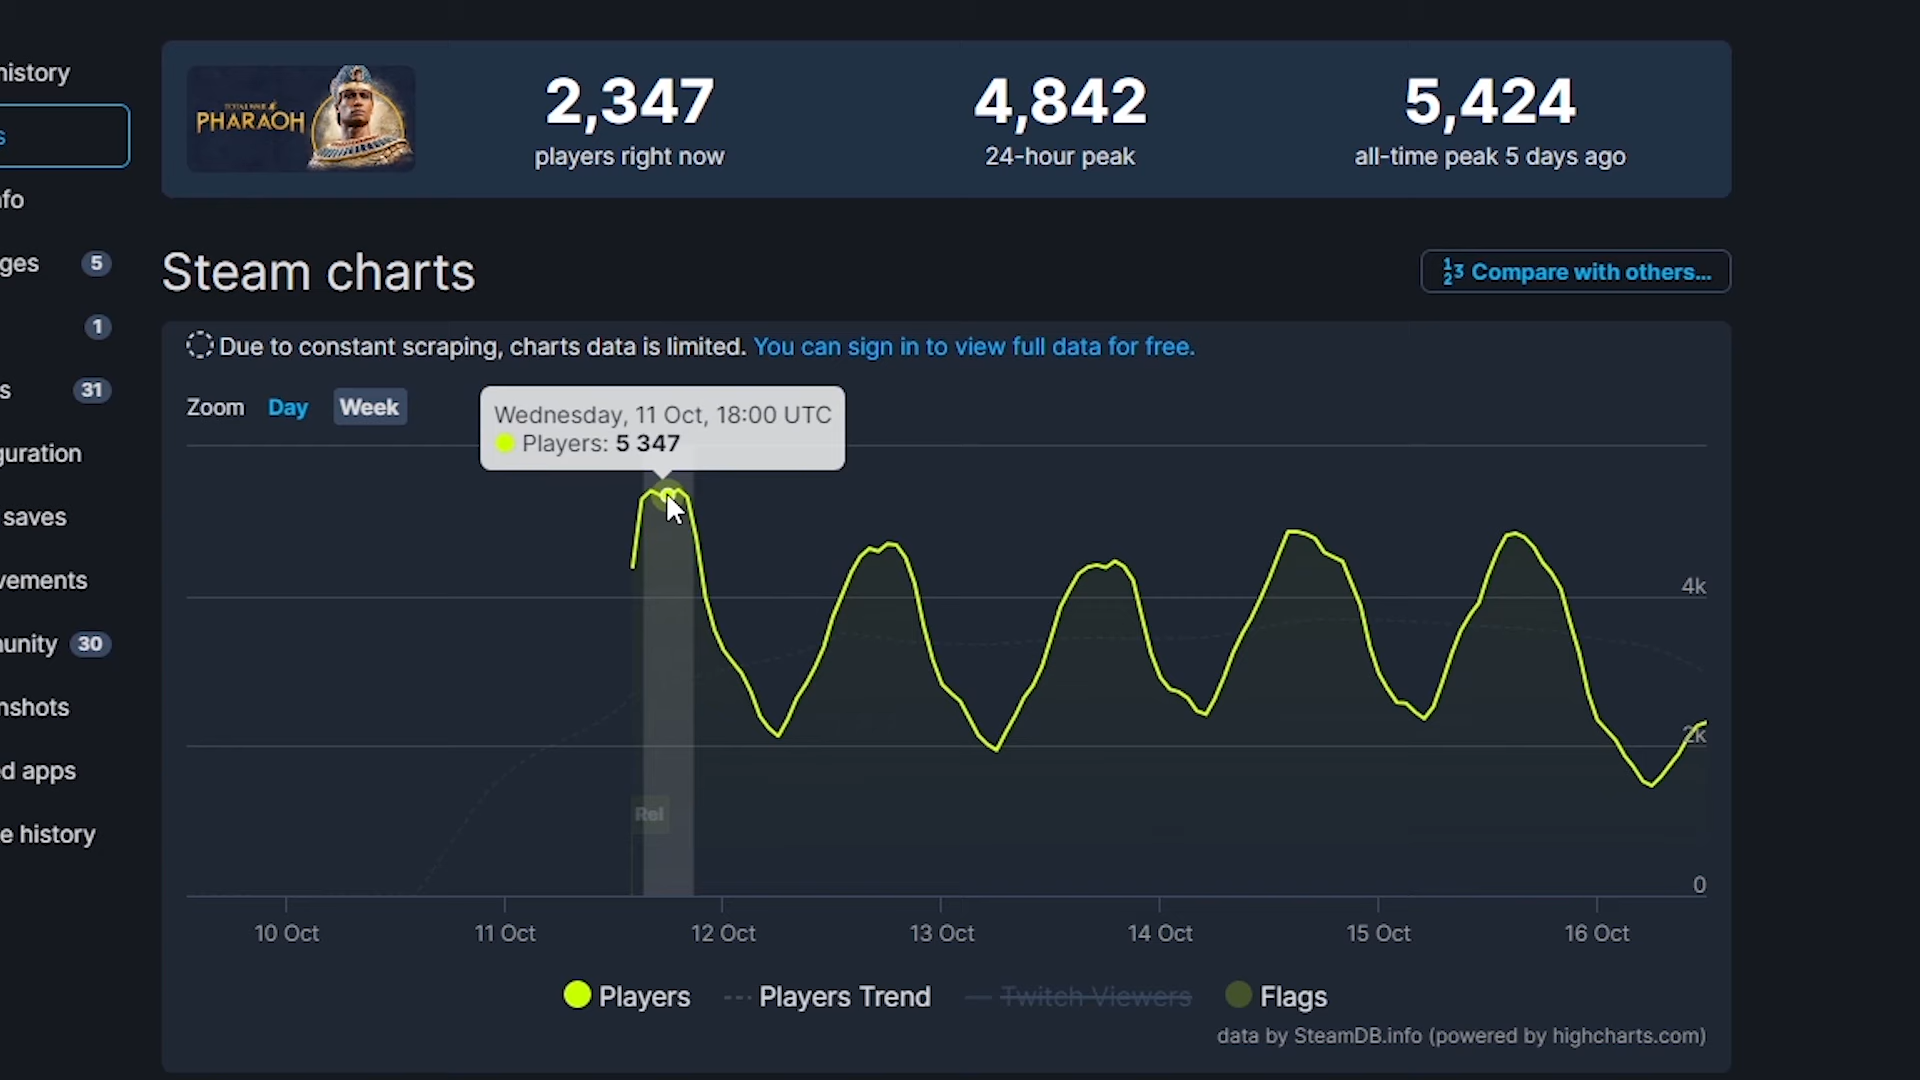 history
TOTAL WAR
PHARAOH
2,347
players right now
4,842
24-hour peak
5,424
all-time peak 5 days ago
s
nfo
ges 5
1
s 31
guration
saves
vements
unity 30
nshots
d apps
e history
Steam charts
Compare with others...
Due to constant scraping, charts data is limited. You can sign in to view full data for free.
Zoom Day Week
Wednesday, 11 Oct, 18:00 UTC
Players: 5 347
4k
2k
Rel
0
10 Oct 11 Oct 12 Oct 13 Oct 14 Oct 15 Oct 16 Oct
Players Players Trend Twitch Viewers Flags
data by SteamDB.info (powered by highcharts.com)